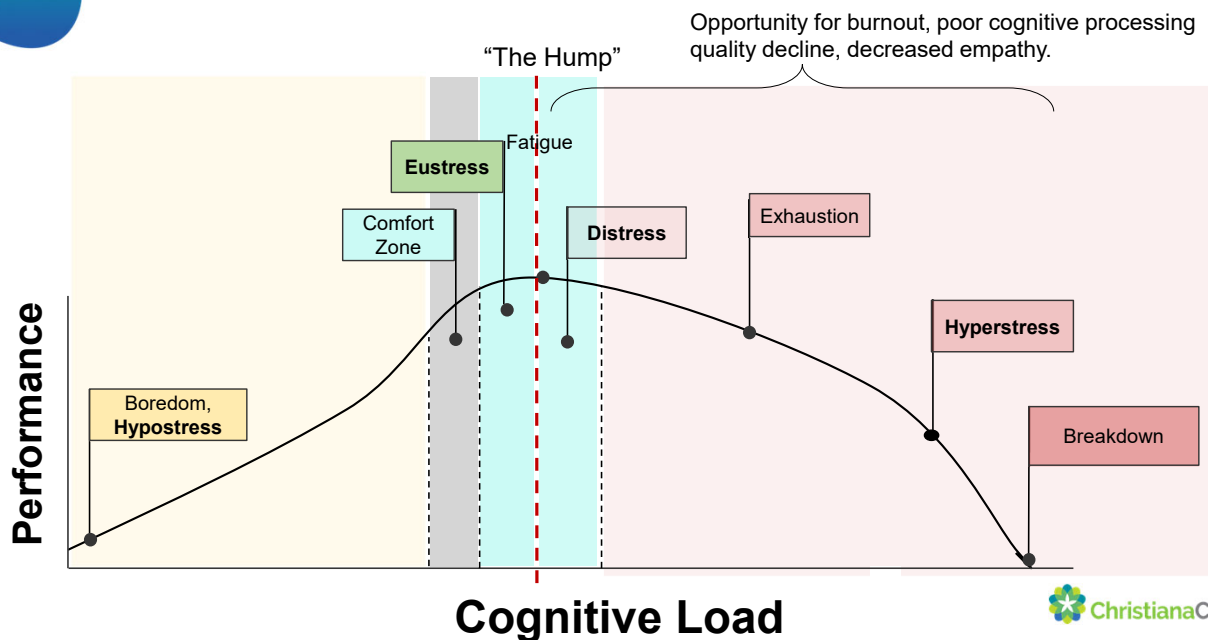 Opportunity for burnout, poor cognitive processing
quality decline, decreased empathy.
“The Hump”
Fatigue
Eustress
Comfort
Zone
Distress
Exhaustion
Hyperstress
Boredom,
Hypostress
Breakdown
Performance
Cognitive Load
ChristianaC